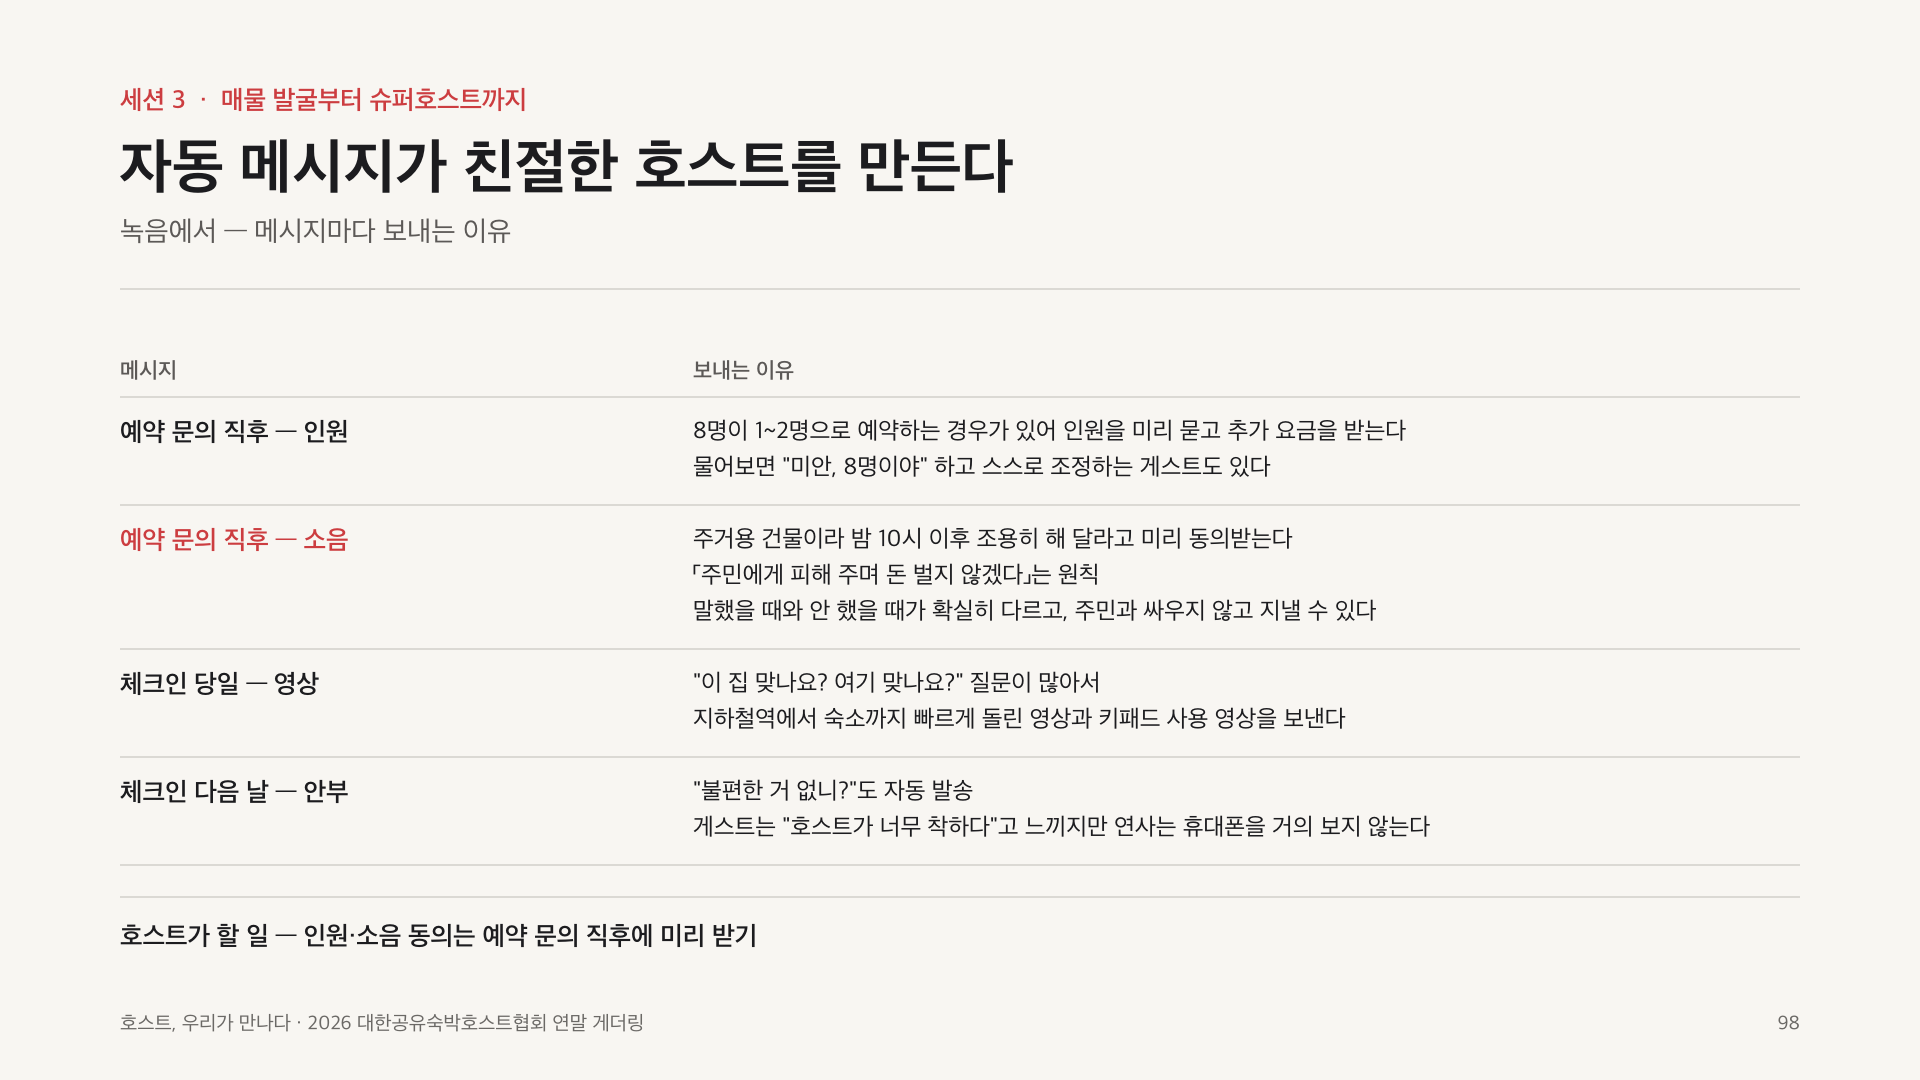 세션 3 · 매물 발굴부터 슈퍼호스트까지
자동 메시지가 친절한 호스트를 만든다
녹음에서 — 메시지마다 보내는 이유
메시지
보내는 이유
예약 문의 직후 — 인원
8명이 1~2명으로 예약하는 경우가 있어 인원을 미리 묻고 추가 요금을 받는다
물어보면 "미안, 8명이야" 하고 스스로 조정하는 게스트도 있다
예약 문의 직후 — 소음
주거용 건물이라 밤 10시 이후 조용히 해 달라고 미리 동의받는다
「주민에게 피해 주며 돈 벌지 않겠다」는 원칙
말했을 때와 안 했을 때가 확실히 다르고, 주민과 싸우지 않고 지낼 수 있다
체크인 당일 — 영상
"이 집 맞나요? 여기 맞나요?" 질문이 많아서
지하철역에서 숙소까지 빠르게 돌린 영상과 키패드 사용 영상을 보낸다
체크인 다음 날 — 안부
"불편한 거 없니?"도 자동 발송
게스트는 "호스트가 너무 착하다"고 느끼지만 연사는 휴대폰을 거의 보지 않는다
호스트가 할 일 — 인원·소음 동의는 예약 문의 직후에 미리 받기
호스트, 우리가 만나다 · 2026 대한공유숙박호스트협회 연말 게더링
98